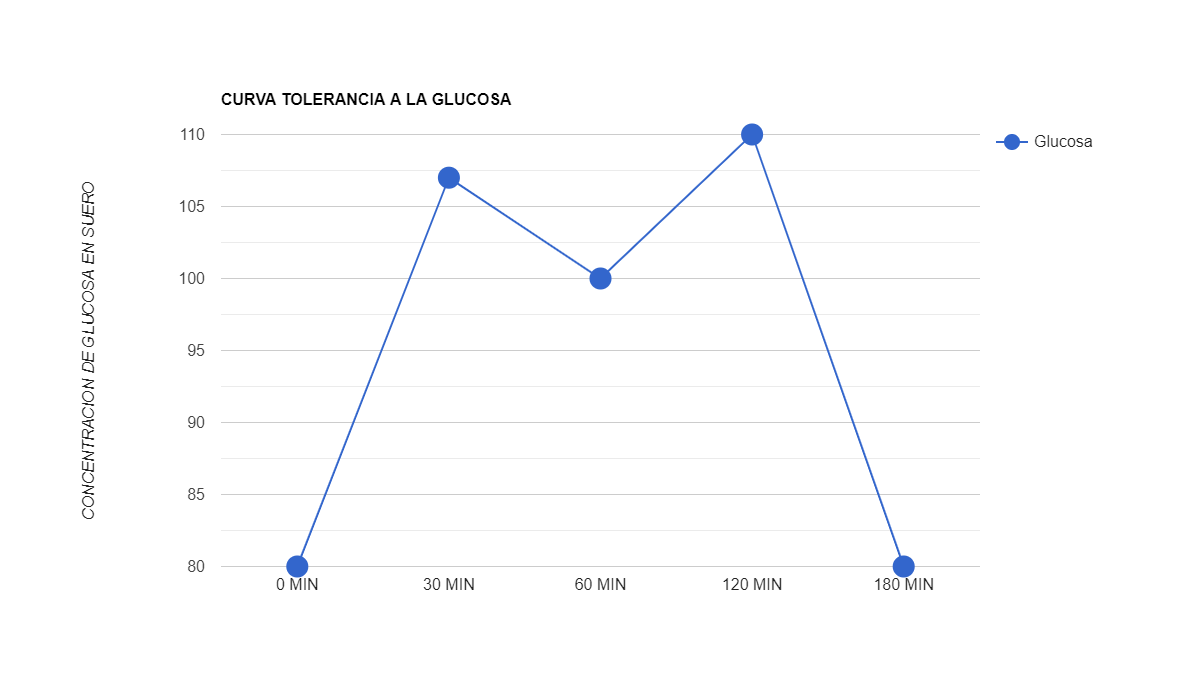 CURVA TOLERANCIA A LA GLUCOSA
Glucosa
CONCENTRACION DE GLUCOSA EN SUERO
110
105
100
95
90
85
80
0 MIN
30 MIN
60 MIN
120 MIN
180 MIN